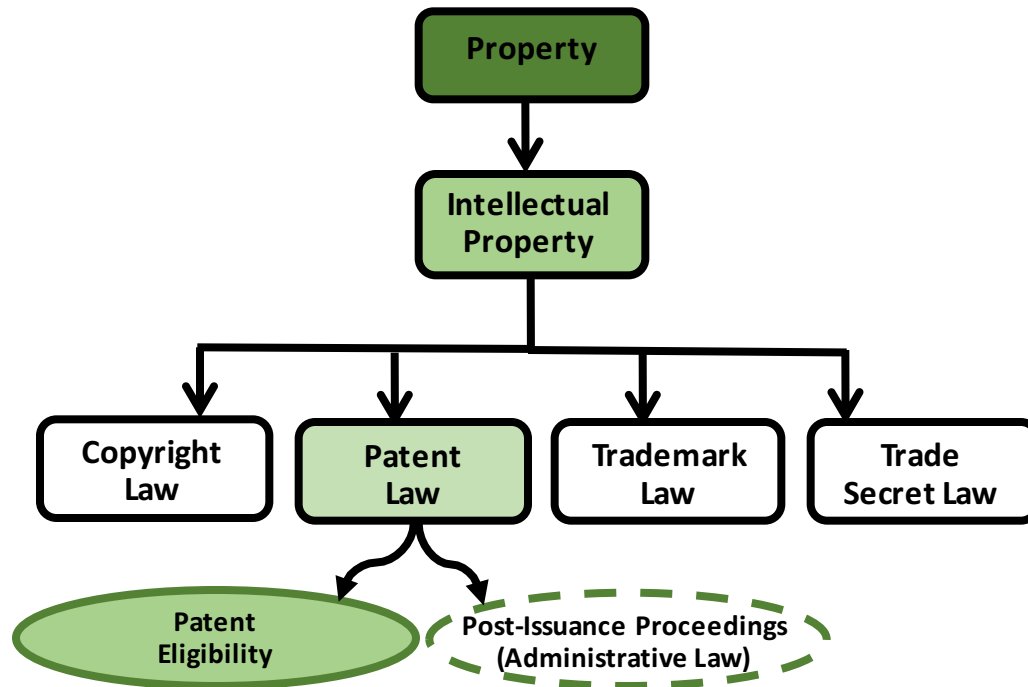 Property
Intellectual
Property
Copyright
Law
Patent
Law
Trademark
Law
Trade
Secret Law
Patent
Eligibility
Post-Issuance Proceedings
(Administrative Law)